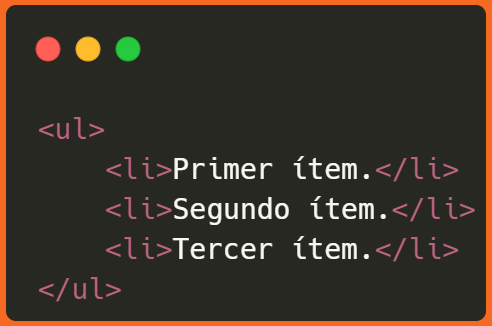 <ul>
<li>Primer ítem.</li>
<li>Segundo ítem.</li>
<li>Tercer ítem.</li>
</ul>